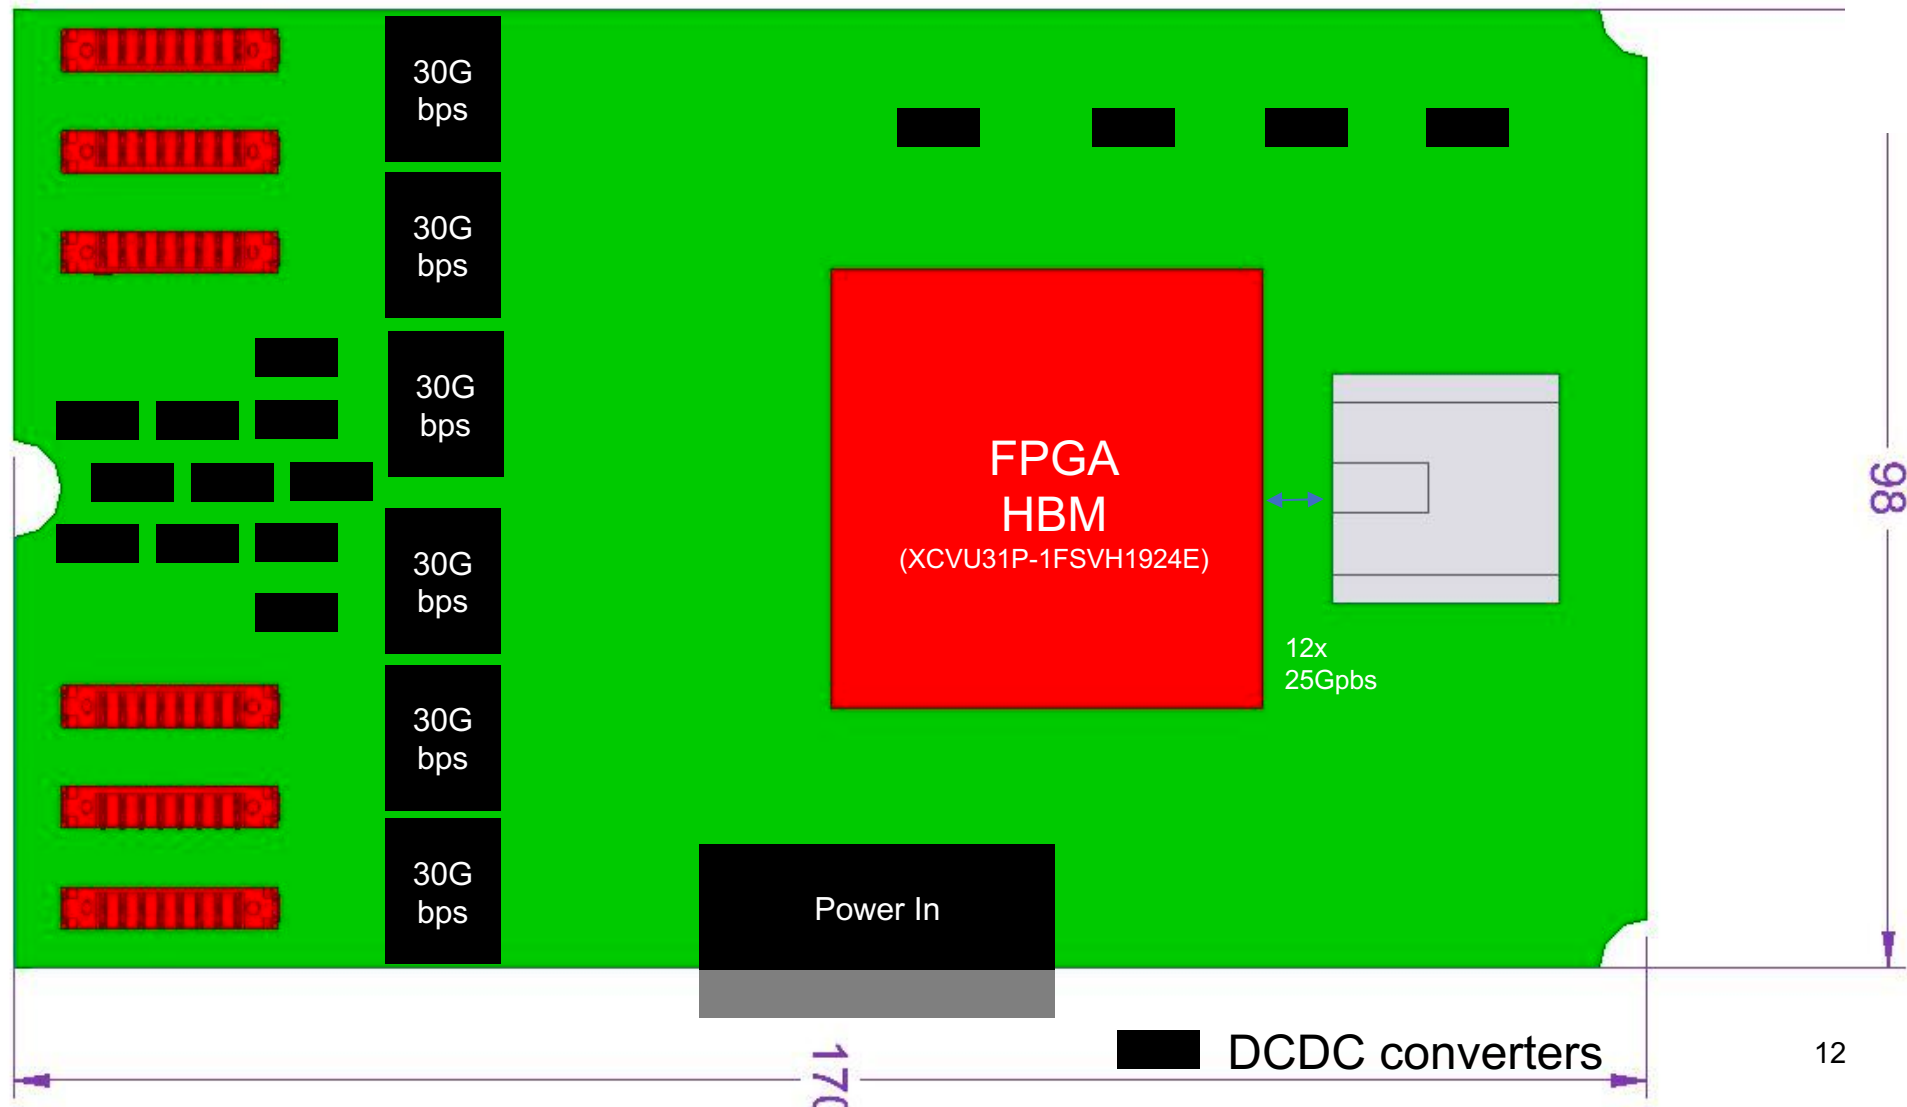 30G
bps
30G
bps
30G
bps
30G
bps
30G
bps
30G
bps
FPGA
HBM
(XCVU31P-1FSVH1924E)
12x
25Gpbs
98
Power In
DCDC converters
12